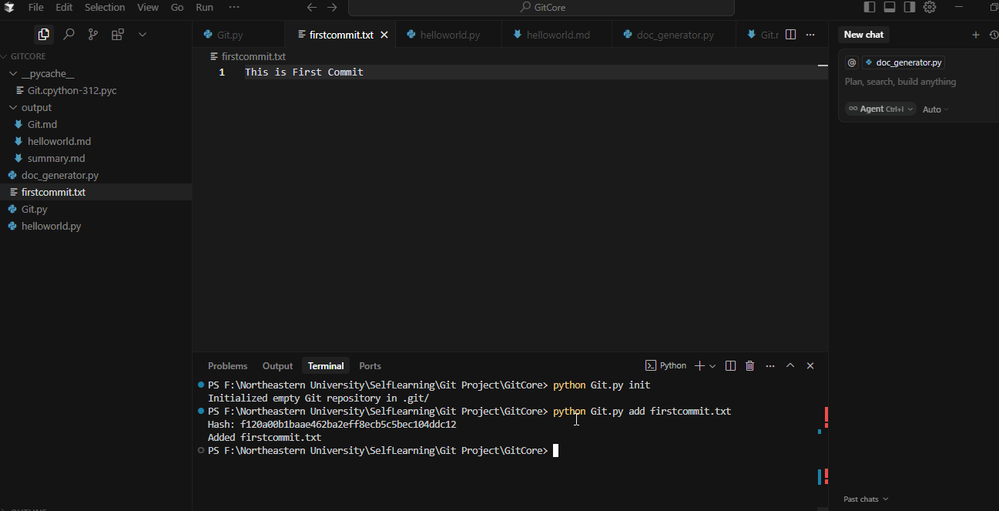 File Edit Selection View Go Run ···
GitCore
GITCORE
__pycache__
Git.cpython-312.pyc
output
Git.md
helloworld.md
summary.md
doc_generator.py
firstcommit.txt
Git.py
helloworld.py
Git.py
firstcommit.txt
helloworld.py
helloworld.md
doc_generator.py
Git.r
firstcommit.txt
1 This is First Commit
Problems Output Terminal Ports
Python
PS F:\Northeastern University\SelfLearning\Git Project\GitCore> python Git.py init
Initialized empty Git repository in .git/
PS F:\Northeastern University\SelfLearning\Git Project\GitCore> python Git.py add firstcommit.txt
Hash: f120a00b1baae462ba2eff8ecb5c5bec104ddc12
Added firstcommit.txt
PS F:\Northeastern University\SelfLearning\Git Project\GitCore>
New chat
@ doc_generator.py
Plan, search, build anything
Agent Ctrl+I Auto
Past chats